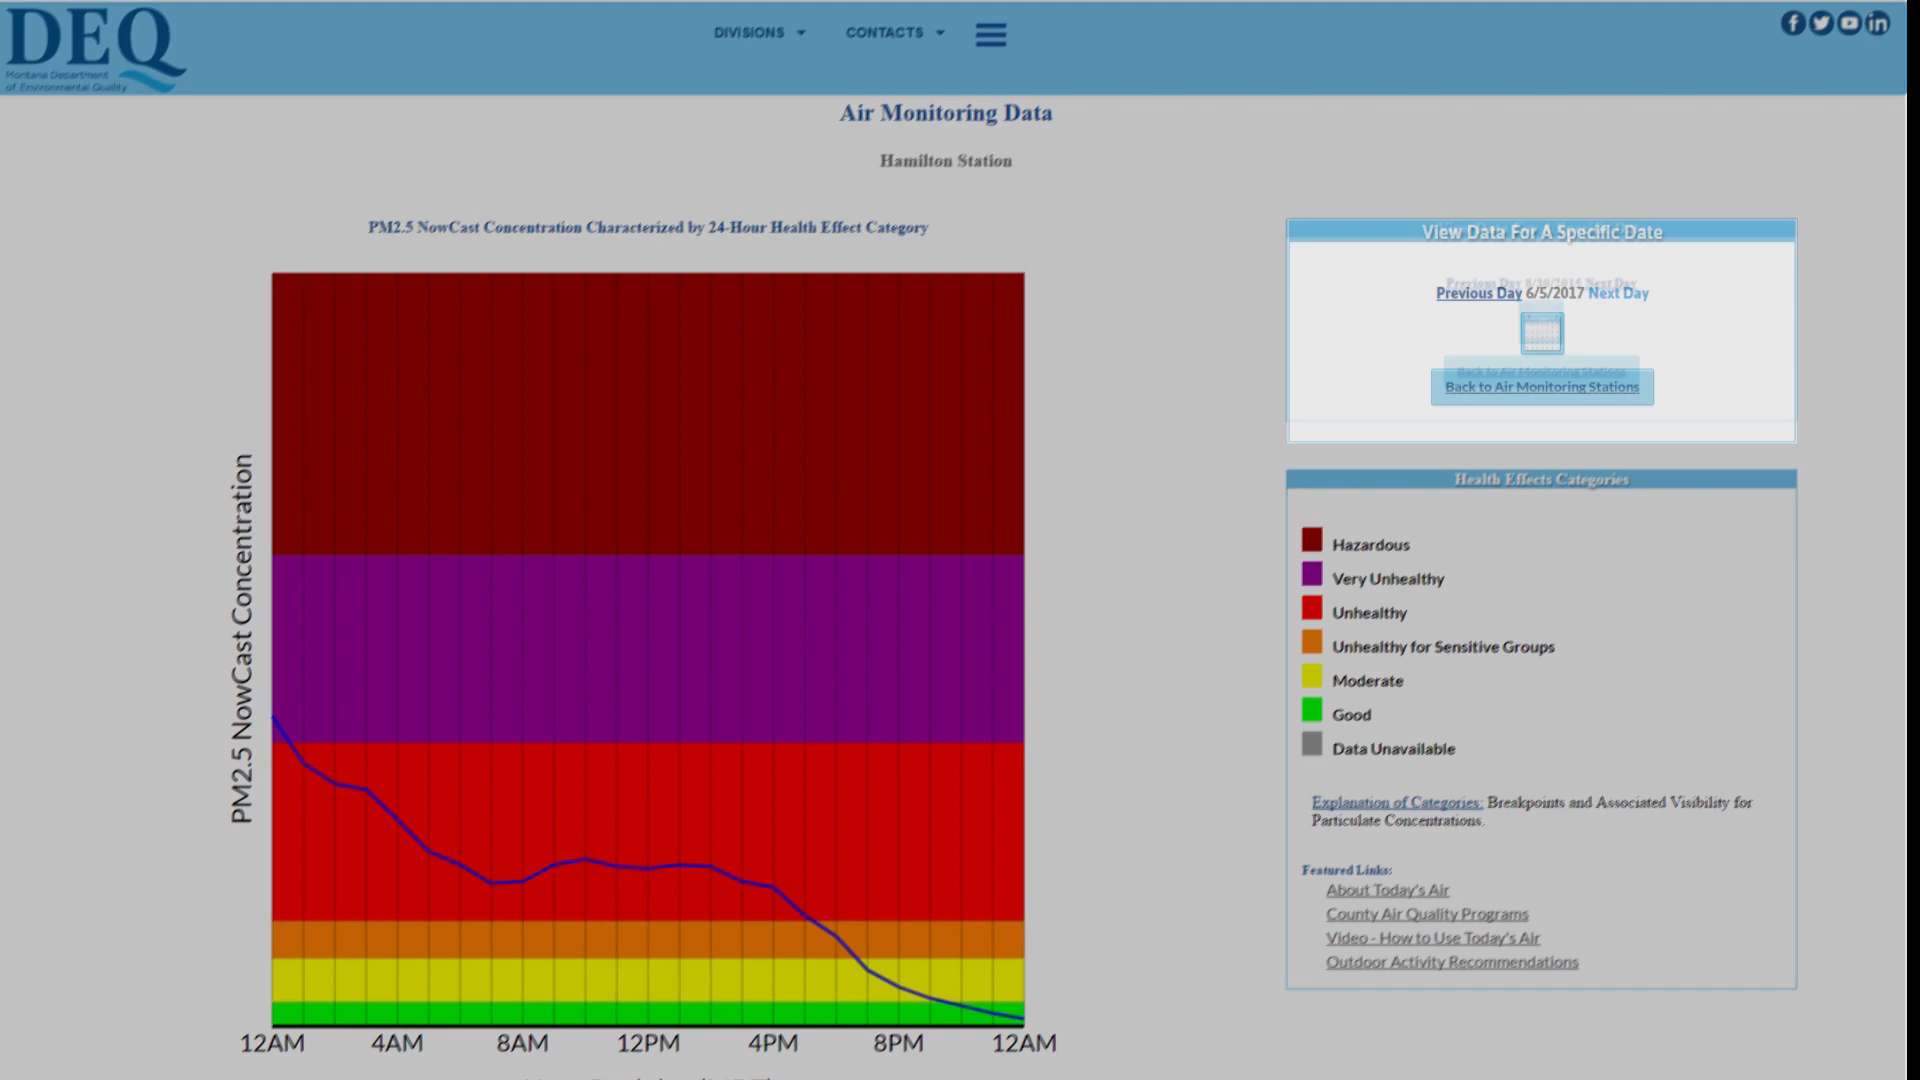 DEQ
Montana Department
of Environmental Quality
DIVISIONS
CONTACTS
Air Monitoring Data
Hamilton Station
PM2.5 NowCast Concentration Characterized by 24-Hour Health Effect Category
PM2.5 NowCast Concentration
12AM 4AM 8AM 12PM 4PM 8PM 12AM
View Data For A Specific Date
Previous Day 6/5/2017 Next Day
Back to Air Monitoring Stations
Health Effects Categories
Hazardous
Very Unhealthy
Unhealthy
Unhealthy for Sensitive Groups
Moderate
Good
Data Unavailable
Explanation of Categories: Breakpoints and Associated Visibility for
Particulate Concentrations.
Featured Links:
About Today's Air
County Air Quality Programs
Video - How to Use Today's Air
Outdoor Activity Recommendations